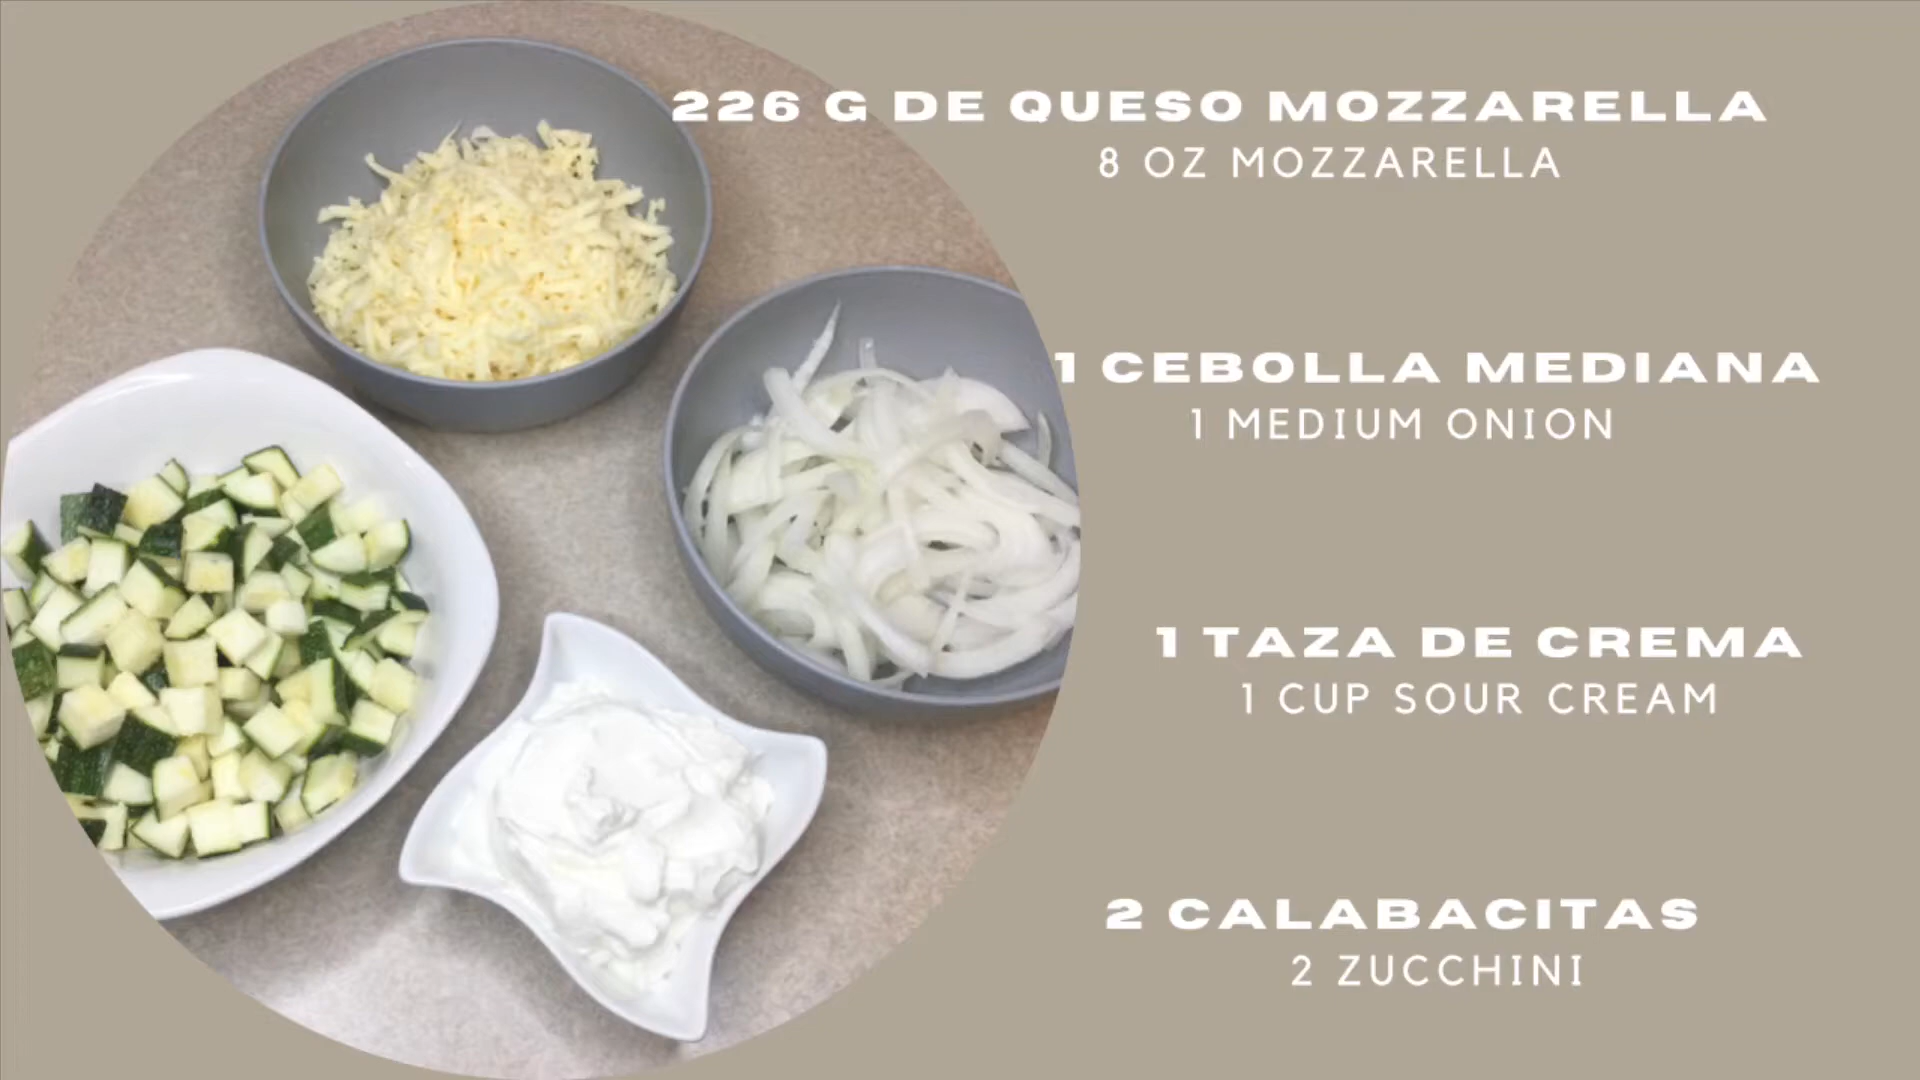 226 G DE QUESO MOZZARELLA
8 OZ MOZZARELLA
1 CEBOLLA MEDIANA
1 MEDIUM ONION
1 TAZA DE CREMA
1 CUP SOUR CREAM
2 CALABACITAS
2 ZUCCHINI